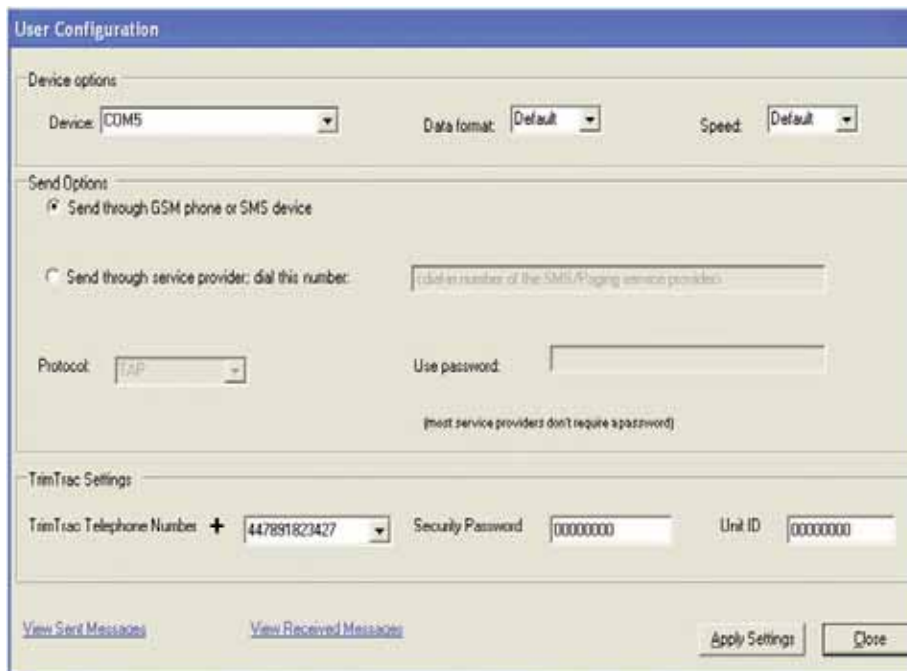 User Configuration
Device options
Device: COM5
Data format: Default
Speed: Default
Send Options
Send through GSM phone or SMS device
Send through service provider; dial this number:
(dial-in number of the SMS/Paging service provider)
Protocol: TAP
Use password:
(most service providers don't require a password)
TrimTrac Settings
TrimTrac Telephone Number + 447891823427
Security Password 00000000
Unit ID 00000000
View Sent Messages
View Received Messages
Apply Settings
Close